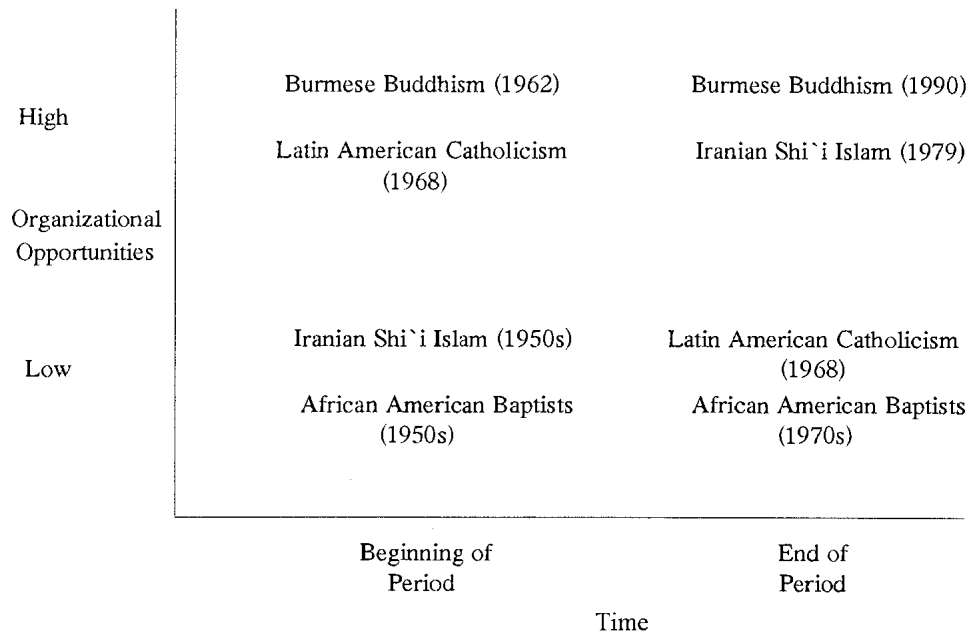 Burmese Buddhism (1962)
Burmese Buddhism (1990)
High
Latin American Catholicism
(1968)
Iranian Shi`i Islam (1979)
Organizational
Opportunities
Iranian Shi`i Islam (1950s)
Latin American Catholicism
(1968)
Low
African American Baptists
(1950s)
African American Baptists
(1970s)
Beginning of
Period
End of
Period
Time